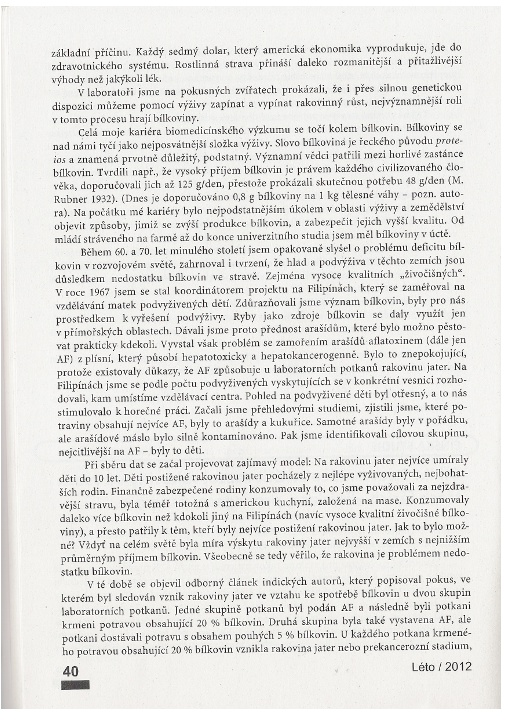 základní příčinu. Každý sedmý dolar, který americká ekonomika vyprodukuje, jde do
zdravotnického systému. Rostlinná strava přináší daleko rozmanitější a přitažlivější
výhody než jakýkoli lék.
V laboratoři jsme na pokusných zvířatech prokázali, že i přes silnou genetickou
dispozici můžeme pomocí výživy zapínat a vypínat rakovinný růst, nejvýznamnější roli
v tomto procesu hrají bílkoviny.
Celá moje kariéra biomedicínského výzkumu se točí kolem bílkovin. Bílkoviny se
nad námi tyčí jako nejposvátnější složka výživy. Slovo bílkovina je řeckého původu prote-
ios a znamená prvotně důležitý, podstatný. Významní vědci patřili mezi horlivé zastánce
bílkovin. Tvrdili např., že vysoký příjem bílkovin je právem každého civilizovaného člo-
věka, doporučovali jich až 125 g/den, přestože prokázali skutečnou potřebu 48 g/den (M.
Rubner 1932). (Dnes je doporučováno 0,8 g bílkoviny na 1 kg tělesné váhy – pozn. auto-
ra). Na počátku mé kariéry bylo nejpodstatnějším úkolem v oblasti výživy a zemědělství
objevit způsoby, jimiž se zvýší produkce bílkovin, a zabezpečit jejich vyšší kvalitu. Od
mládí stráveného na farmě až do konce univerzitního studia jsem měl bílkoviny v úctě.
Během 60. a 70. let minulého století jsem opakovaně slyšel o problému deficitu bíl-
kovin v rozvojovém světě, zahrnoval i tvrzení, že hlad a podvýživa v těchto zemích jsou
důsledkem nedostatku bílkovin ve stravě. Zejména vysoce kvalitních „živočišných“.
V roce 1967 jsem se stal koordinátorem projektu na Filipínách, který se zaměřoval na
vzdělávání matek podvyživených dětí. Zdůrazňovali jsme význam bílkovin, byly pro nás
prostředkem k vyřešení podvýživy. Ryby jako zdroje bílkovin se daly využít jen
v přímořských oblastech. Dávali jsme proto přednost arašídům, které bylo možno pěsto-
vat prakticky kdekoli. Vyvstal však problém se zamořením arašídů aflatoxinem (dále jen
AF) z plísní, který působí hepatotoxicky a hepatokancerogenně. Bylo to znepokojující,
protože existovaly důkazy, že AF způsobuje u laboratorních potkanů rakovinu jater. Na
Filipínách jsme se podle počtu podvyživených vyskytujících se v konkrétní vesnici rozho-
dovali, kam umístíme vzdělávací centra. Pohled na podvyživené děti byl otřesný, a to nás
stimulovalo k horečné práci. Začali jsme přehledovými studiemi, zjistili jsme, které po-
traviny obsahují nejvíce AF, byly to arašídy a kukuřice. Samotné arašídy byly v pořádku,
ale arašídové máslo bylo silně kontaminováno. Pak jsme identifikovali cílovou skupinu,
nejcitlivější na AF – byly to děti.
Při sběru dat se začal projevovat zajímavý model: Na rakovinu jater nejvíce umíraly
děti do 10 let. Děti postižené rakovinou jater pocházely z nejlépe vyživovaných, nejbohat-
ších rodin. Finančně zabezpečené rodiny konzumovaly to, co jsme považovali za nejzdra-
vější stravu, byla téměř totožná s americkou kuchyní, založená na mase. Konzumovaly
daleko více bílkovin než kdokoli jiný na Filipínách (navíc vysoce kvalitní živočišné bílko-
viny), a přesto patřily k těm, kteří byly nejvíce postiženi rakovinou jater. Jak to bylo mož-
né? Vždyť na celém světě byla míra výskytu rakoviny jater nejvyšší v zemích s nejnižším
průměrným příjmem bílkovin. Všeobecně se tedy věřilo, že rakovina je problémem nedo-
statku bílkovin.
V té době se objevil odborný článek indických autorů, který popisoval pokus, ve
kterém byl sledován vznik rakoviny jater ve vztahu ke spotřebě bílkovin u dvou skupin
laboratorních potkanů. Jedné skupině potkanů byl podán AF a následně byli potkani
krmeni potravou obsahující 20 % bílkovin. Druhá skupina byla také vystavena AF, ale
potkani dostávali potravu s obsahem pouhých 5 % bílkovin. U každého potkana krmené-
ho potravou obsahující 20 % bílkovin vznikla rakovina jater nebo prekancerozní stadium,
40
Léto / 2012